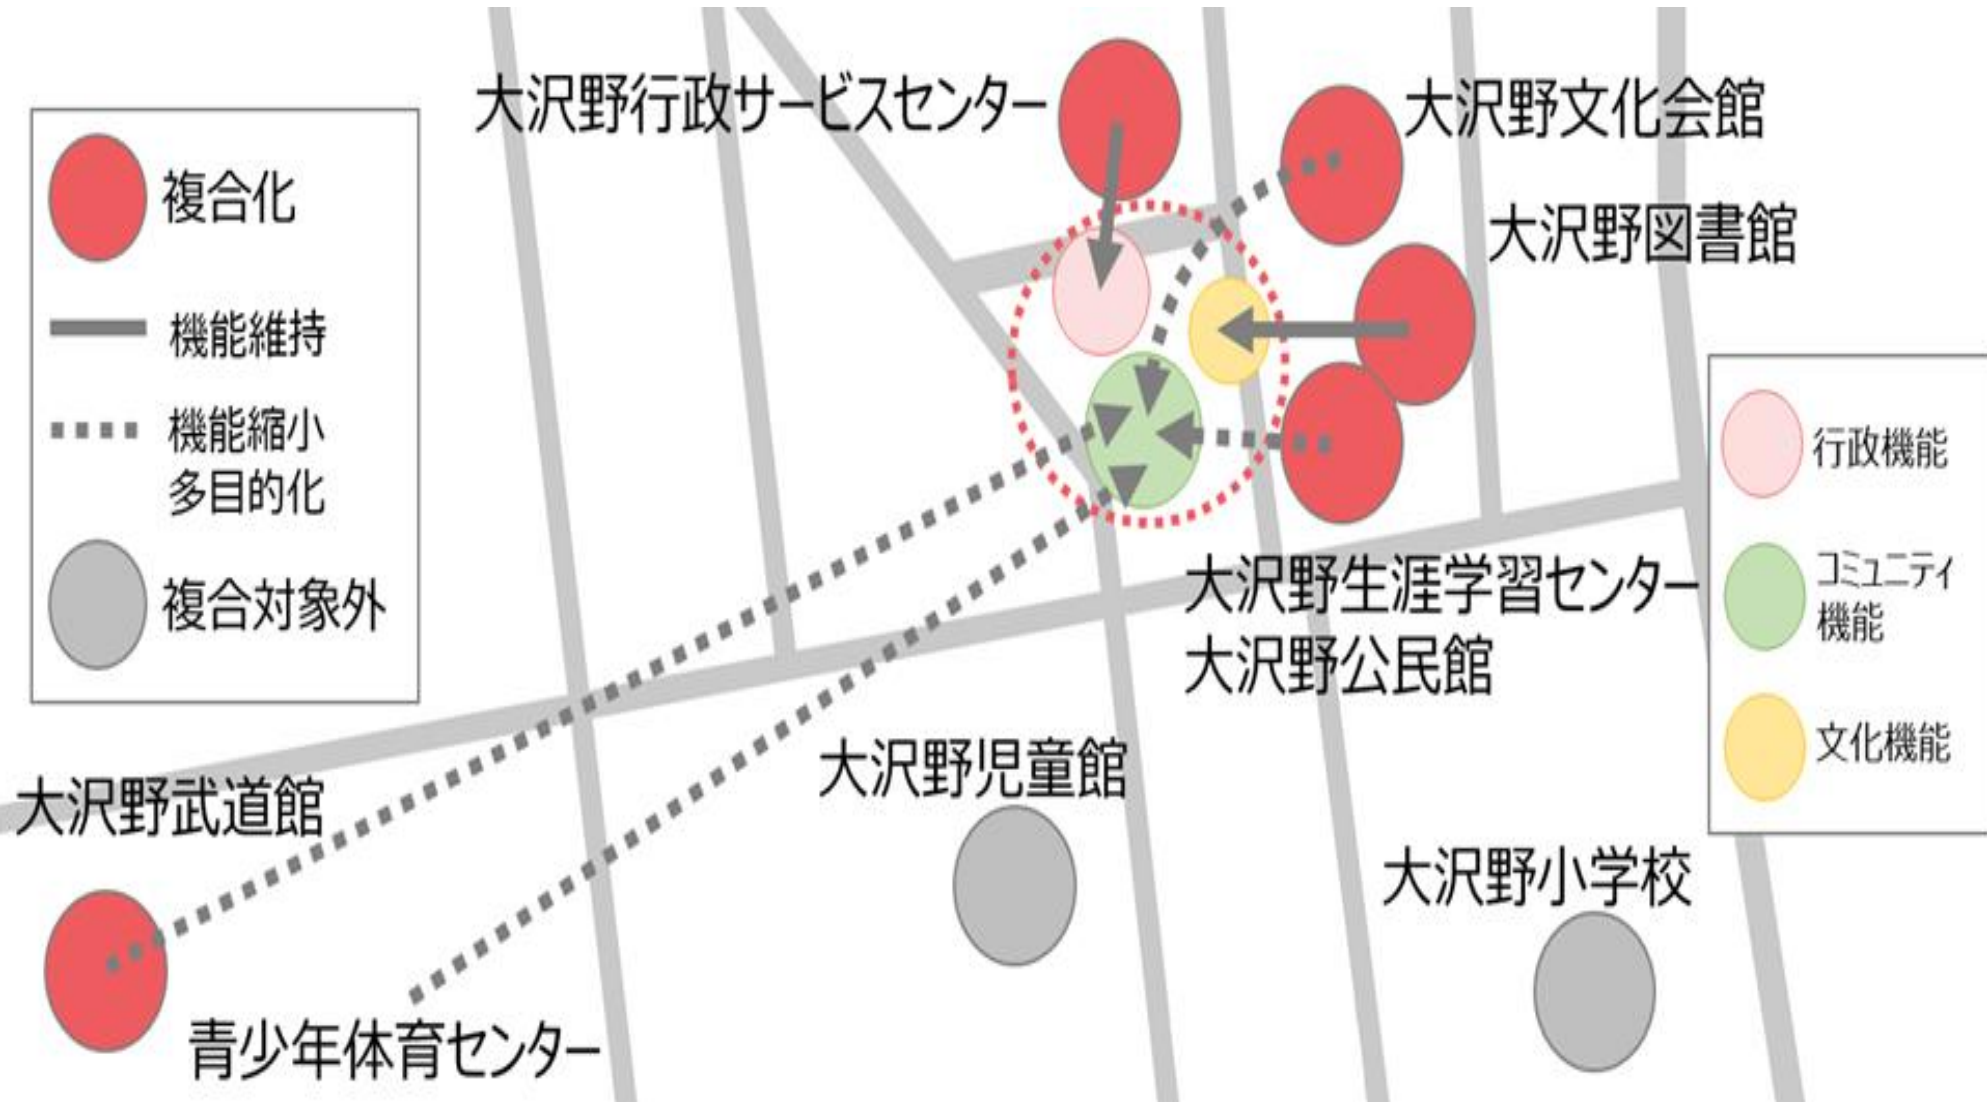 大沢野行政サービスセンター
大沢野文化会館
大沢野図書館
複合化
機能維持
機能縮小
多目的化
複合対象外
行政機能
コミュニティ
機能
文化機能
大沢野生涯学習センター
大沢野公民館
大沢野児童館
大沢野武道館
大沢野小学校
青少年体育センター